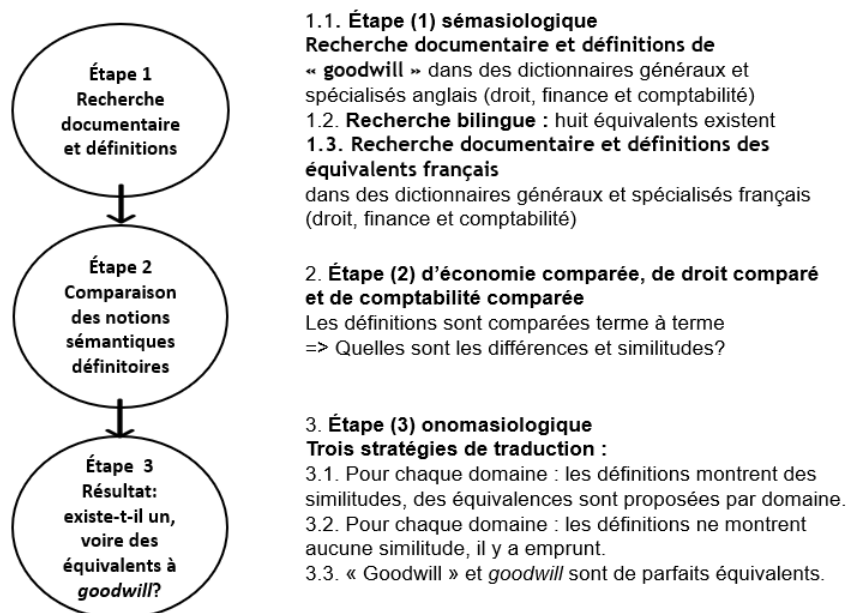 Étape 1
Recherche
documentaire
et définitions
1.1. Étape (1) sémasiologique
Recherche documentaire et définitions de
« goodwill » dans des dictionnaires généraux et
spécialisés anglais (droit, finance et comptabilité)
1.2. Recherche bilingue : huit équivalents existent
1.3. Recherche documentaire et définitions des
équivalents français
dans des dictionnaires généraux et spécialisés français
(droit, finance et comptabilité)
Étape 2
Comparaison
des notions
sémantiques
définitoires
2. Étape (2) d’économie comparée, de droit comparé
et de comptabilité comparée
Les définitions sont comparées terme à terme
=> Quelles sont les différences et similitudes?
Étape 3
Résultat:
existe-t-il un,
voire des
équivalents à
goodwill?
3. Étape (3) onomasiologique
Trois stratégies de traduction :
3.1. Pour chaque domaine : les définitions montrent des
similitudes, des équivalences sont proposées par domaine.
3.2. Pour chaque domaine : les définitions ne montrent
aucune similitude, il y a emprunt.
3.3. « Goodwill » et goodwill sont de parfaits équivalents.